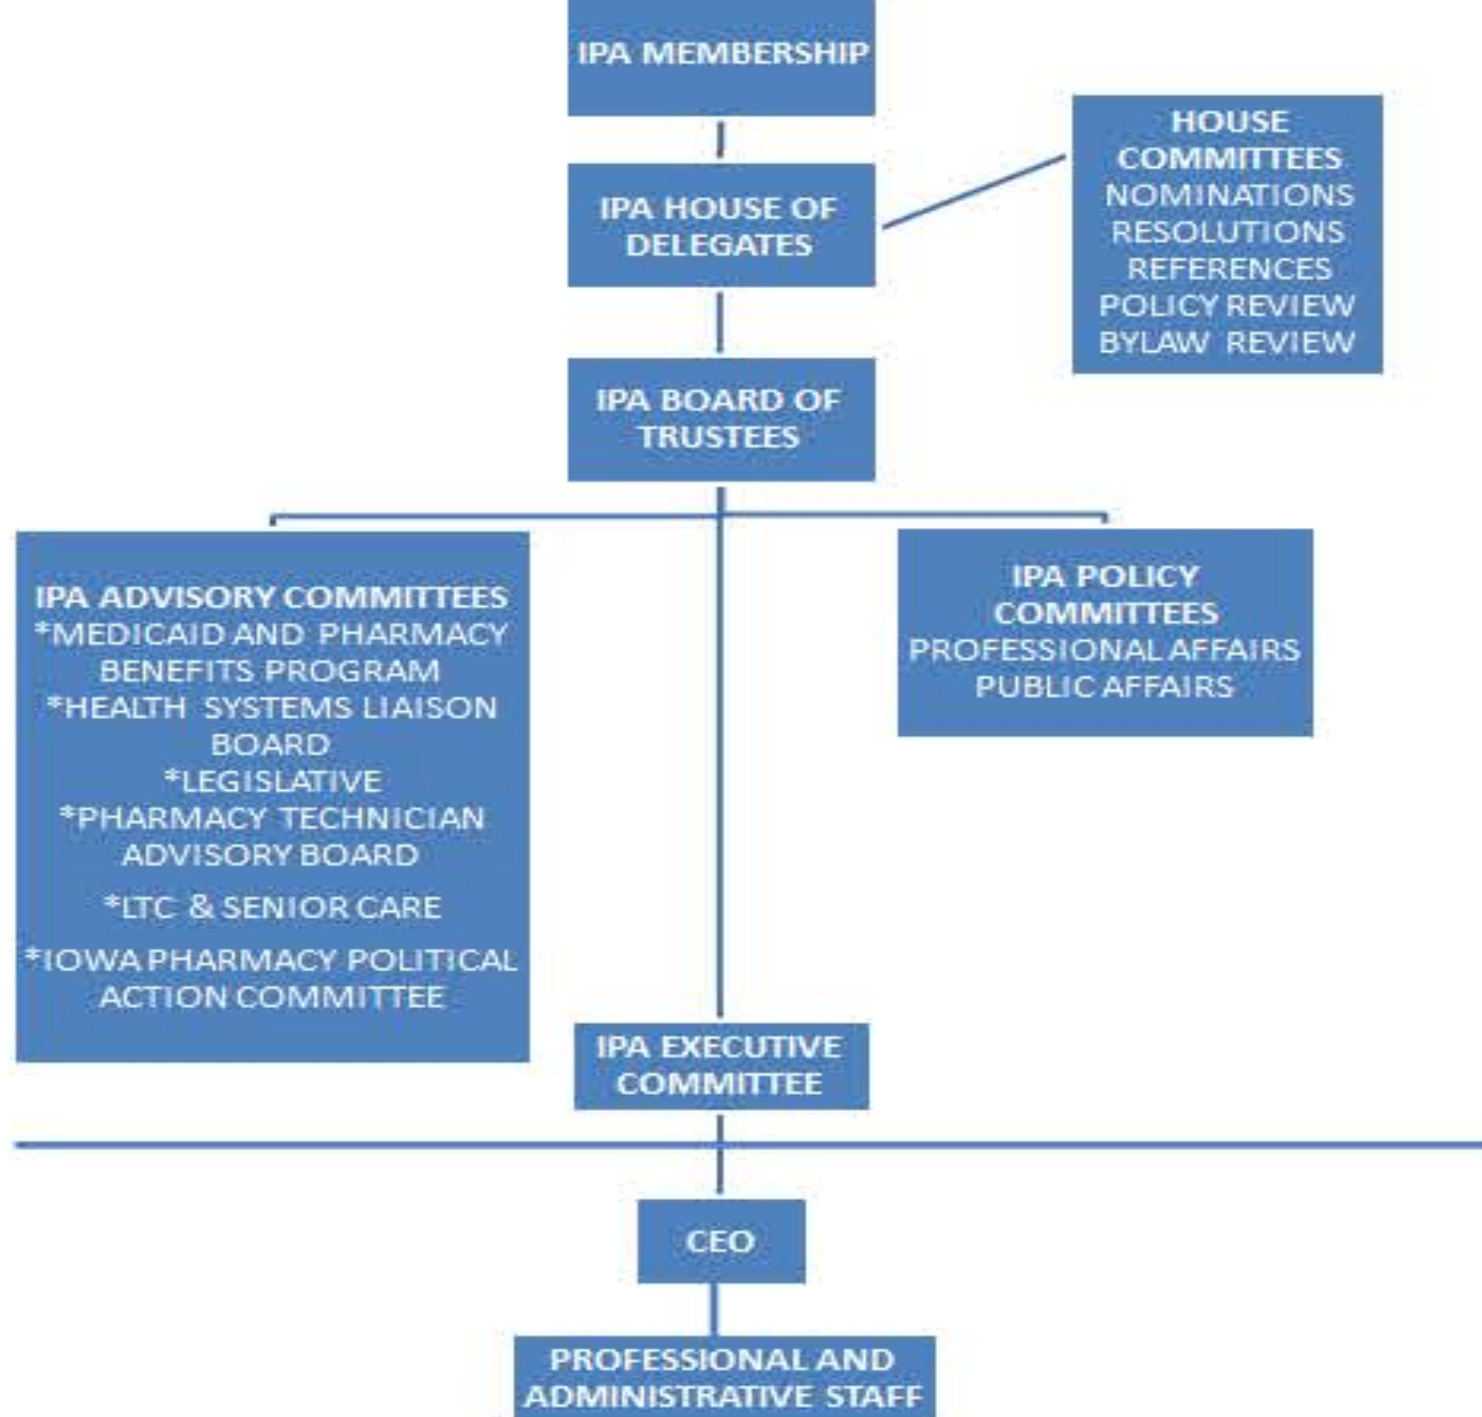 IPA MEMBERSHIP
IPA HOUSE OF
DELEGATES
HOUSE
COMMITTEES
NOMINATIONS
RESOLUTIONS
REFERENCES
POLICY REVIEW
BYLAW REVIEW
IPA BOARD OF
TRUSTEES
IPA ADVISORY COMMITTEES
*MEDICAID AND PHARMACY
BENEFITS PROGRAM
*HEALTH SYSTEMS LIAISON
BOARD
*LEGISLATIVE
*PHARMACY TECHNICIAN
ADVISORY BOARD
*LTC & SENIOR CARE
*IOWA PHARMACY POLITICAL
ACTION COMMITTEE
IPA POLICY
COMMITTEES
PROFESSIONAL AFFAIRS
PUBLIC AFFAIRS
IPA EXECUTIVE
COMMITTEE
CEO
PROFESSIONAL AND
ADMINISTRATIVE STAFF